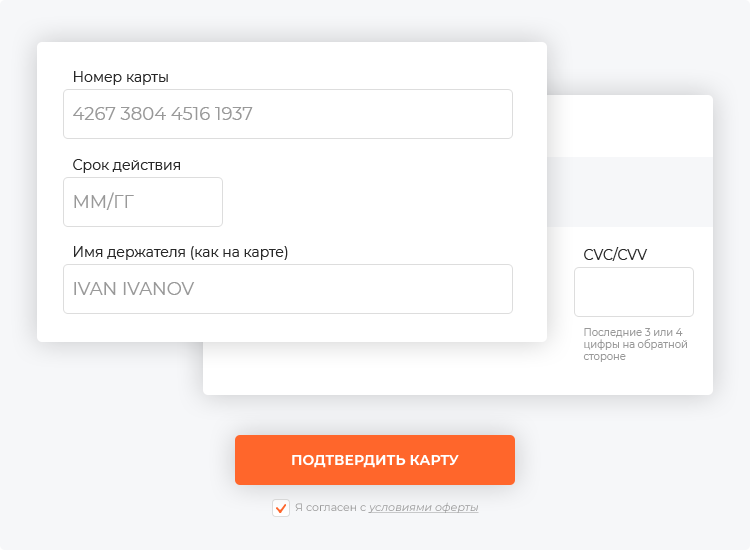 Номер карты
4267 3804 4516 1937
Срок действия
ММ/ГГ
Имя держателя (как на карте)
IVAN IVANOV
CVC/CVV
Последние 3 или 4
цифры на обратной
стороне
ПОДТВЕРДИТЬ КАРТУ
Я согласен с условиями оферты